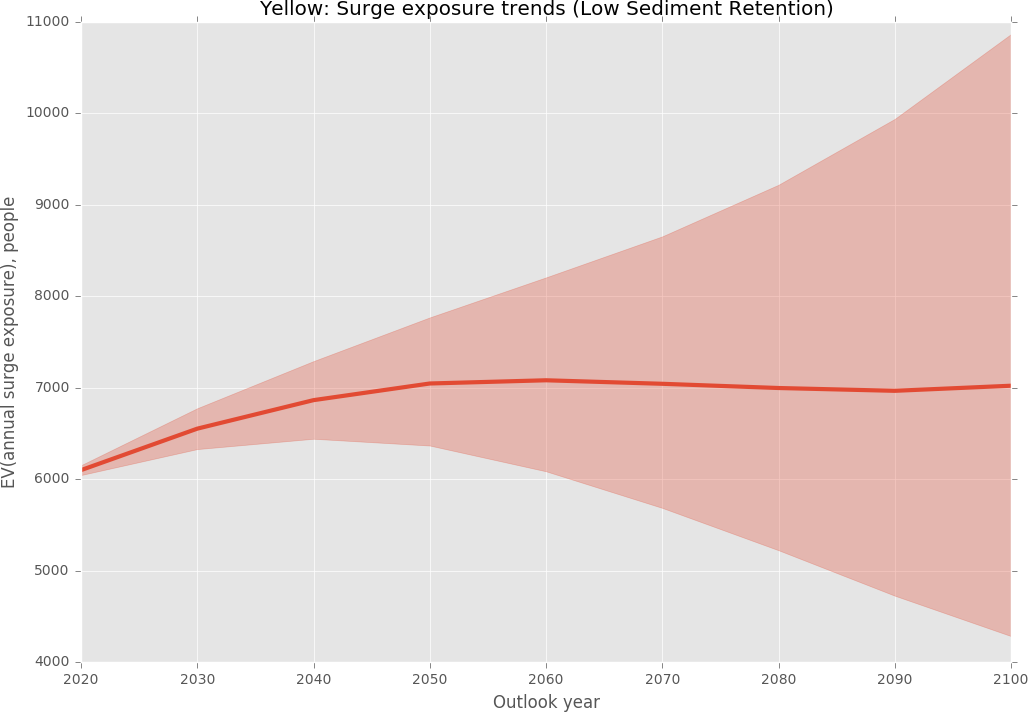 Yellow: Surge exposure trends (Low Sediment Retention)
11000
10000
9000
8000
7000
6000
5000
4000
EV(annual surge exposure), people
2020 2030 2040 2050 2060 2070 2080 2090 2100
Outlook year